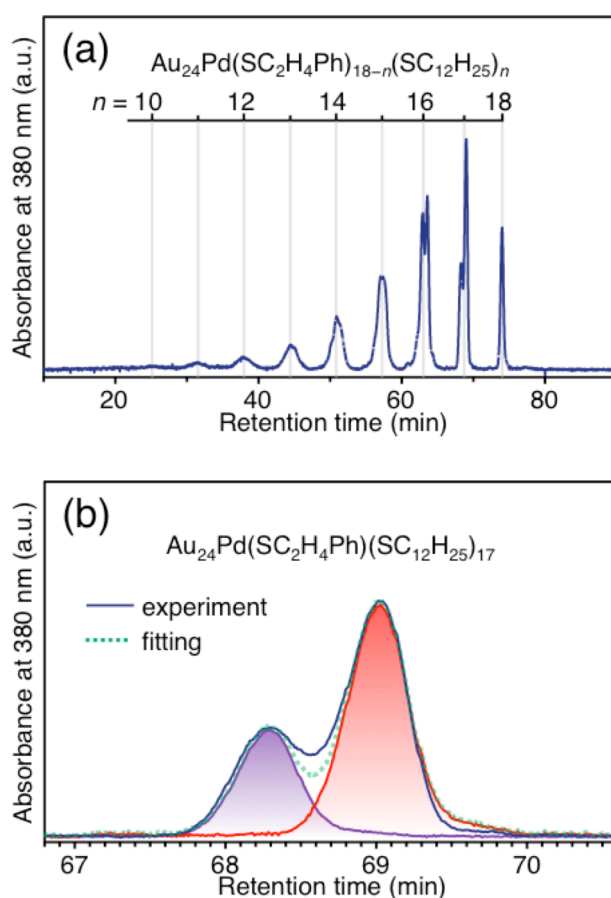 (a)
Au₂₄Pd(SC₂H₄Ph)₁₈₋ₙ(SC₁₂H₂₅)ₙ
n = 10 12 14 16 18
Absorbance at 380 nm (a.u.)
20 40 60 80
Retention time (min)
(b)
Au₂₄Pd(SC₂H₄Ph)(SC₁₂H₂₅)₁₇
experiment
fitting
Absorbance at 380 nm (a.u.)
67 68 69 70
Retention time (min)